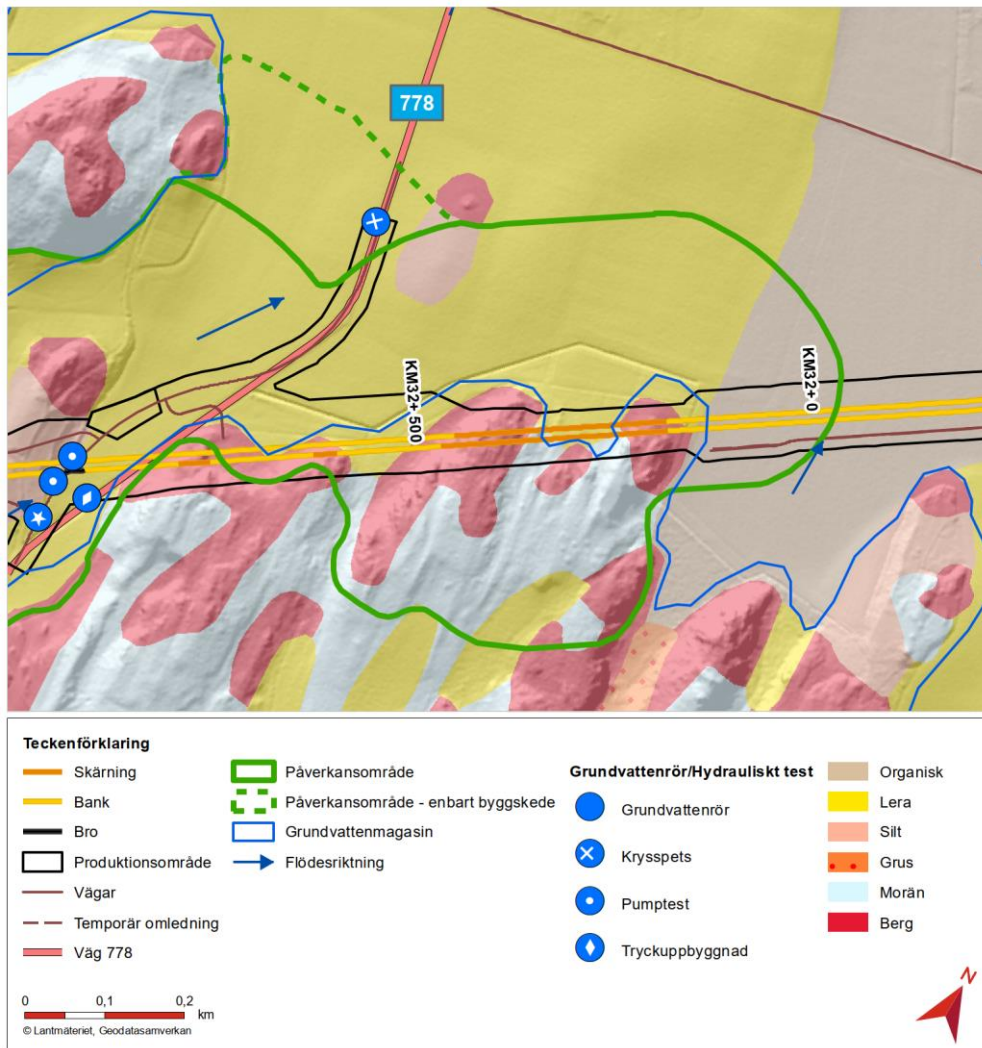 778
KM32+ 500
KM32+ 0
Teckenförklaring
Skärning
Bank
Bro
Produktionsområde
Vägar
Temporär omledning
Väg 778
Påverkansområde
Påverkansområde - enbart byggskede
Grundvattenmagasin
Flödesriktning
Grundvattenrör/Hydrauliskt test
Grundvattenrör
Krysspets
Pumptest
Tryckuppbyggnad
Organisk
Lera
Silt
Grus
Morän
Berg
0 0,1 0,2
km
© Lantmäteriet, Geodatasamverkan
N